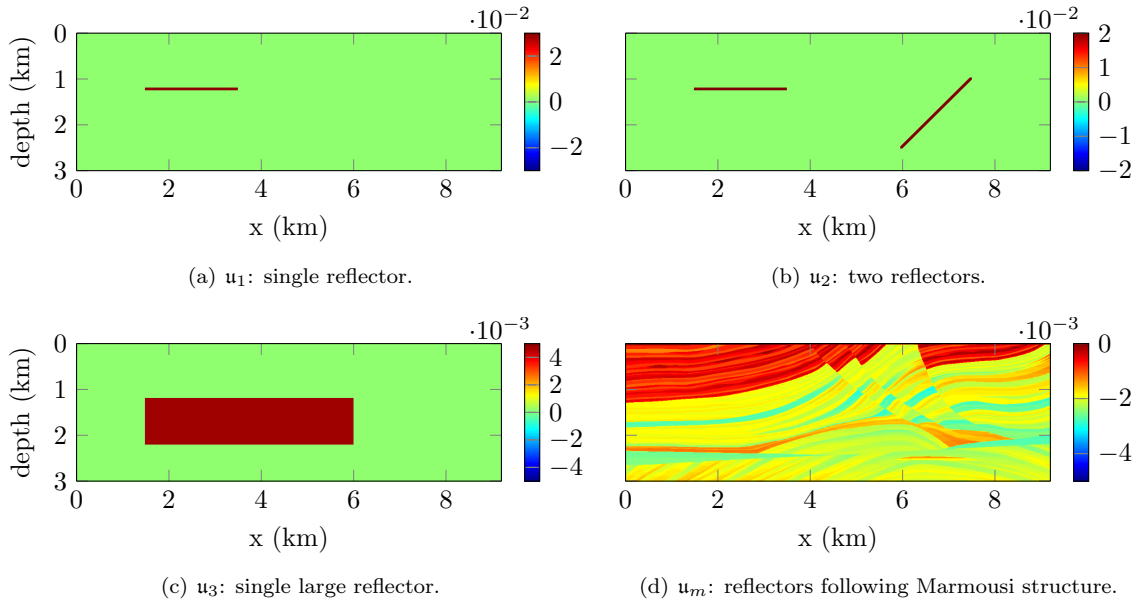 ·10⁻²
0
1
2
3
depth (km)
0 2 4 6 8
x (km)
2
0
−2
(a) 𝔲₁: single reflector.
·10⁻²
0 2 4 6 8
x (km)
2
1
0
−1
−2
(b) 𝔲₂: two reflectors.
·10⁻³
0
1
2
3
depth (km)
0 2 4 6 8
x (km)
4
2
0
−2
−4
(c) 𝔲₃: single large reflector.
·10⁻³
0 2 4 6 8
x (km)
0
−2
−4
(d) 𝔲ₘ: reflectors following Marmousi structure.